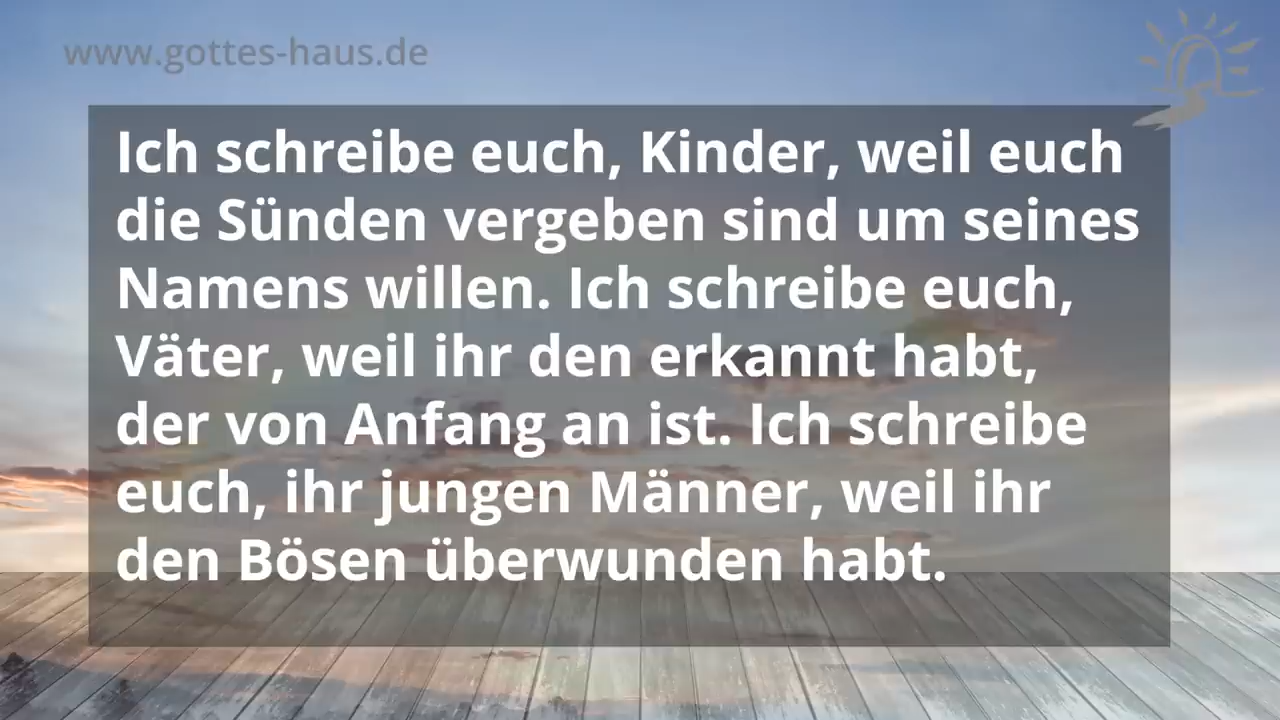 www.gottes-haus.de
Ich schreibe euch, Kinder, weil euch
die Sünden vergeben sind um seines
Namens willen. Ich schreibe euch,
Väter, weil ihr den erkannt habt,
der von Anfang an ist. Ich schreibe
euch, ihr jungen Männer, weil ihr
den Bösen überwunden habt.